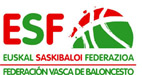 ESF
EUSKAL SASKIBALOI FEDERAZIOA
FEDERACIÓN VASCA DE BALONCESTO